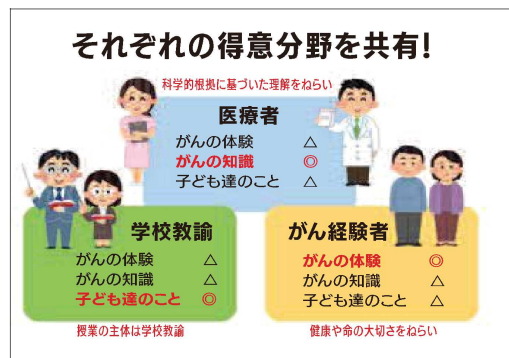 それぞれの得意分野を共有!
科学的根拠に基づいた理解をねらい
医療者
がんの体験 △
がんの知識 ◎
子ども達のこと △
学校教諭
がんの体験 △
がんの知識 △
子ども達のこと ◎
授業の主体は学校教諭
がん経験者
がんの体験 ◎
がんの知識 △
子ども達のこと △
健康や命の大切さをねらい